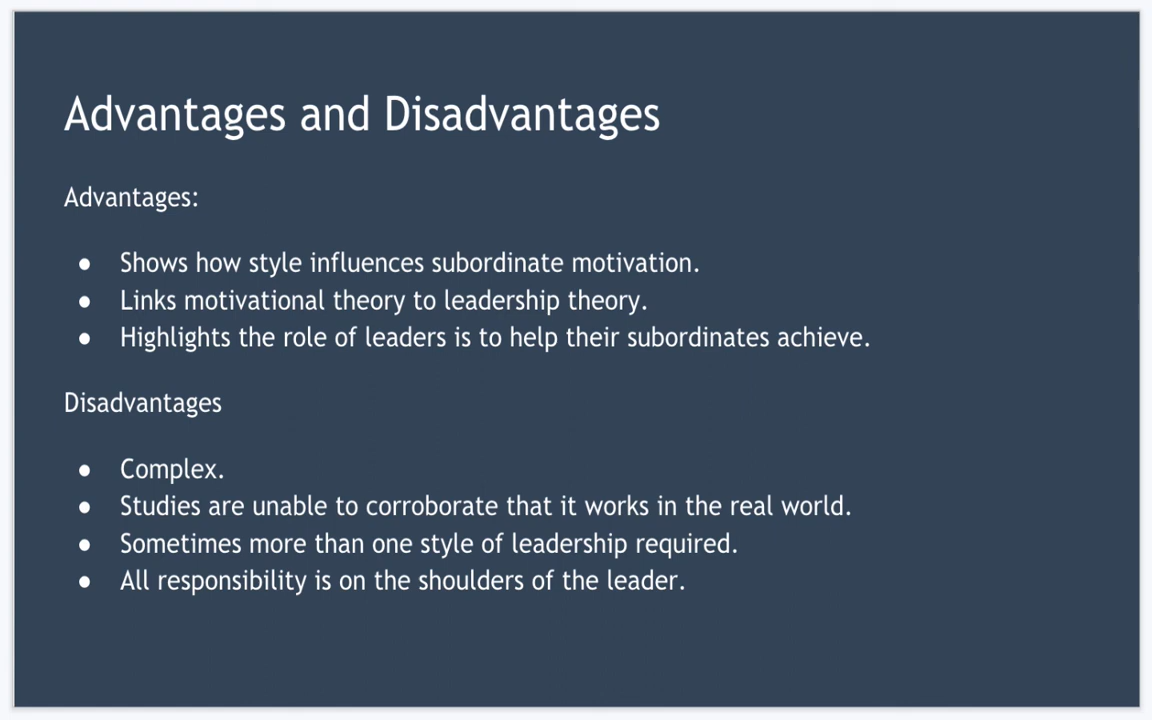 Advantages and Disadvantages
Advantages:
● Shows how style influences subordinate motivation.
● Links motivational theory to leadership theory.
● Highlights the role of leaders is to help their subordinates achieve.
Disadvantages
● Complex.
● Studies are unable to corroborate that it works in the real world.
● Sometimes more than one style of leadership required.
● All responsibility is on the shoulders of the leader.